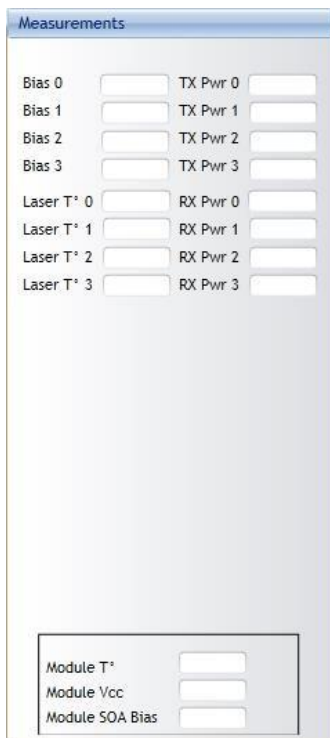 Measurements
Bias 0 TX Pwr 0
Bias 1 TX Pwr 1
Bias 2 TX Pwr 2
Bias 3 TX Pwr 3
Laser T° 0 RX Pwr 0
Laser T° 1 RX Pwr 1
Laser T° 2 RX Pwr 2
Laser T° 3 RX Pwr 3
Module T°
Module Vcc
Module SOA Bias